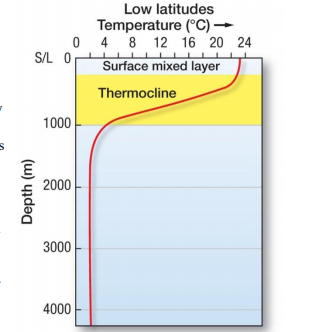 Low latitudes
Temperature (°C) →
0 4 8 12 16 20 24
S/L 0
Surface mixed layer
Thermocline
1000
2000
3000
4000
Depth (m)